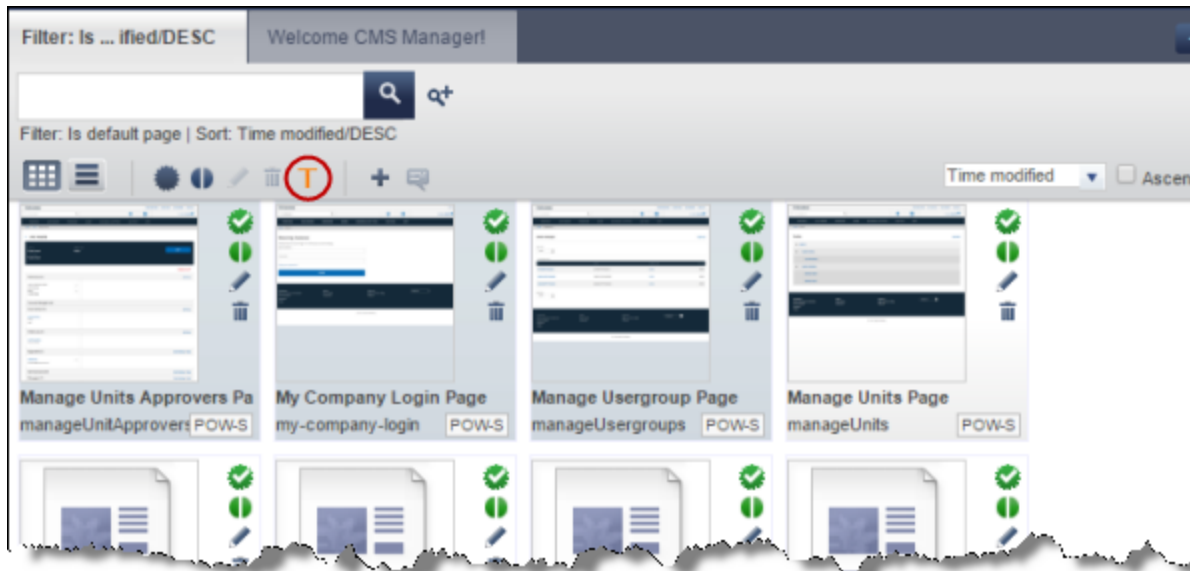 Filter: Is ... ified/DESC
Welcome CMS Manager!
Filter: Is default page | Sort: Time modified/DESC
T
Time modified
Ascen
Manage Units Approvers Pa
My Company Login Page
Manage Usergroup Page
Manage Units Page
manageUnitApprovers POW-S
my-company-login POW-S
manageUsergroups POW-S
manageUnits POW-S